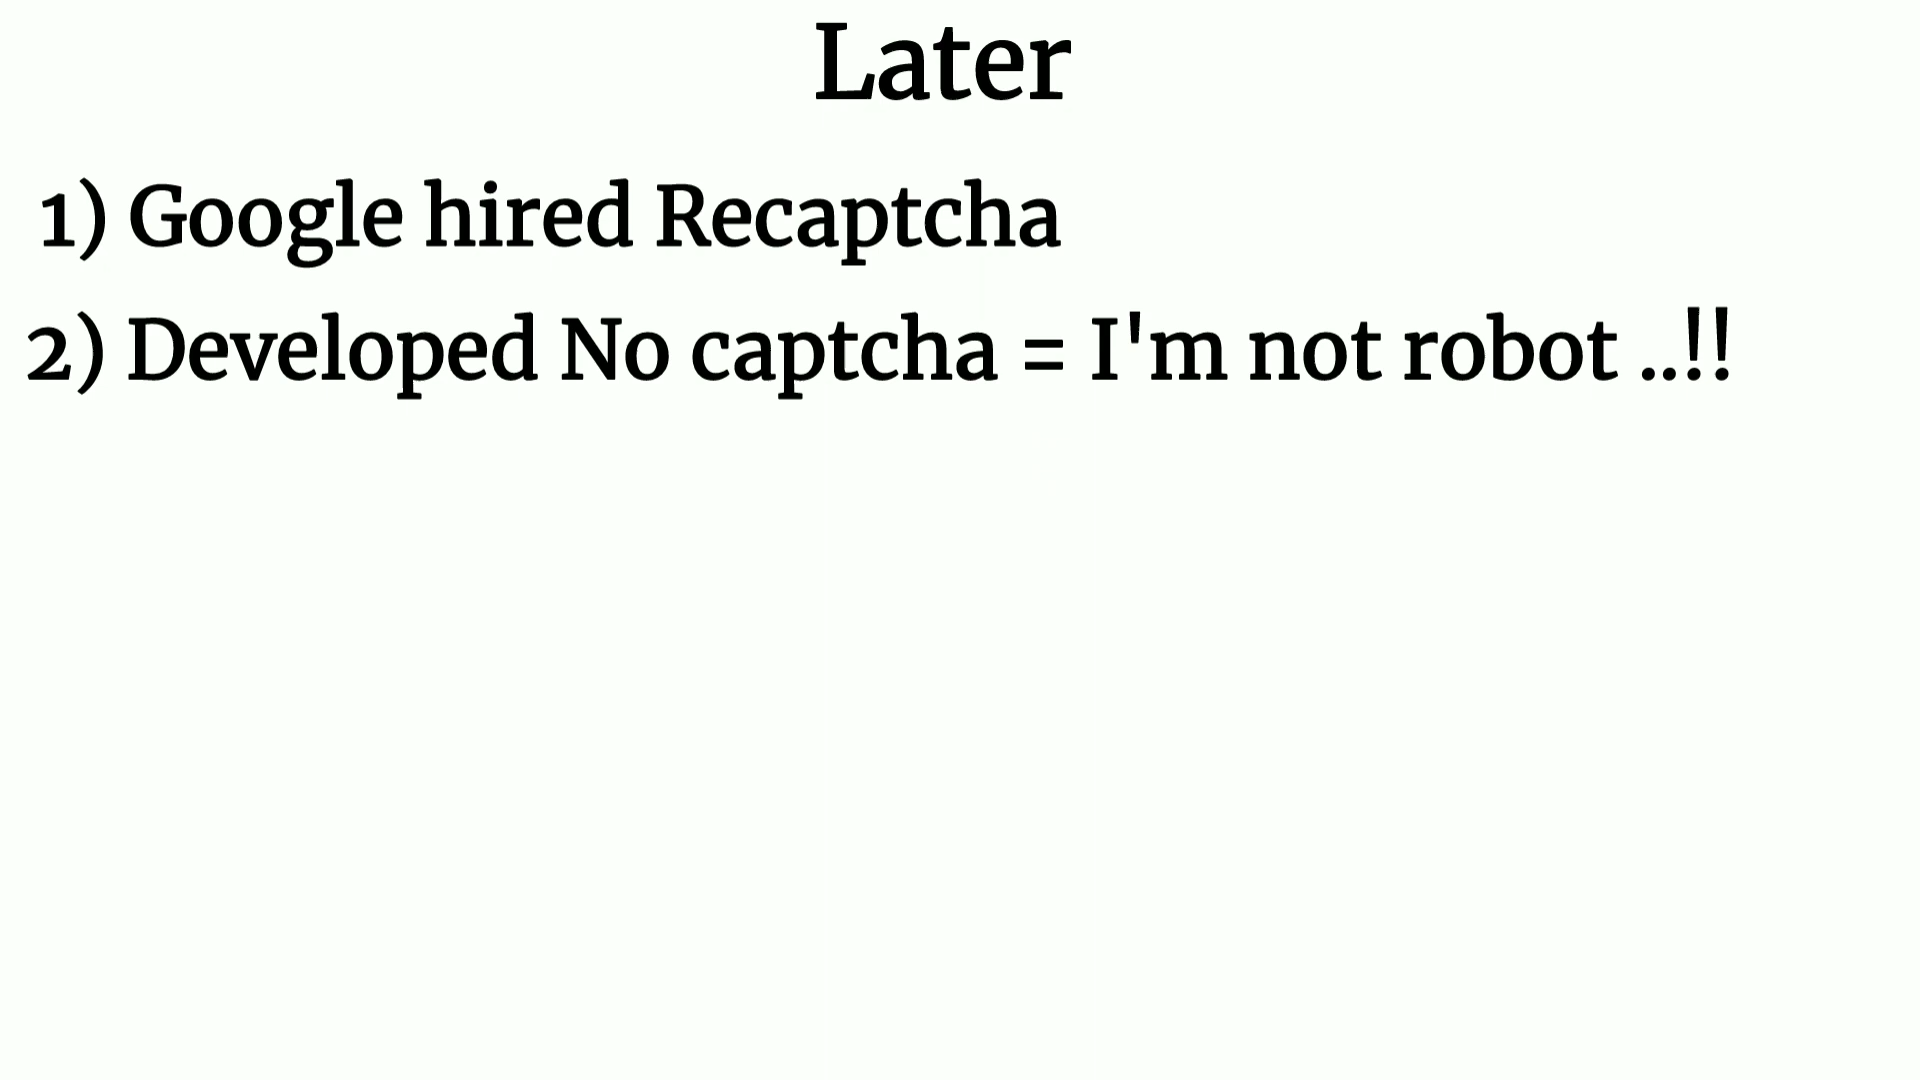 Later
1) Google hired Recaptcha
2) Developed No captcha = I'm not robot ..!!